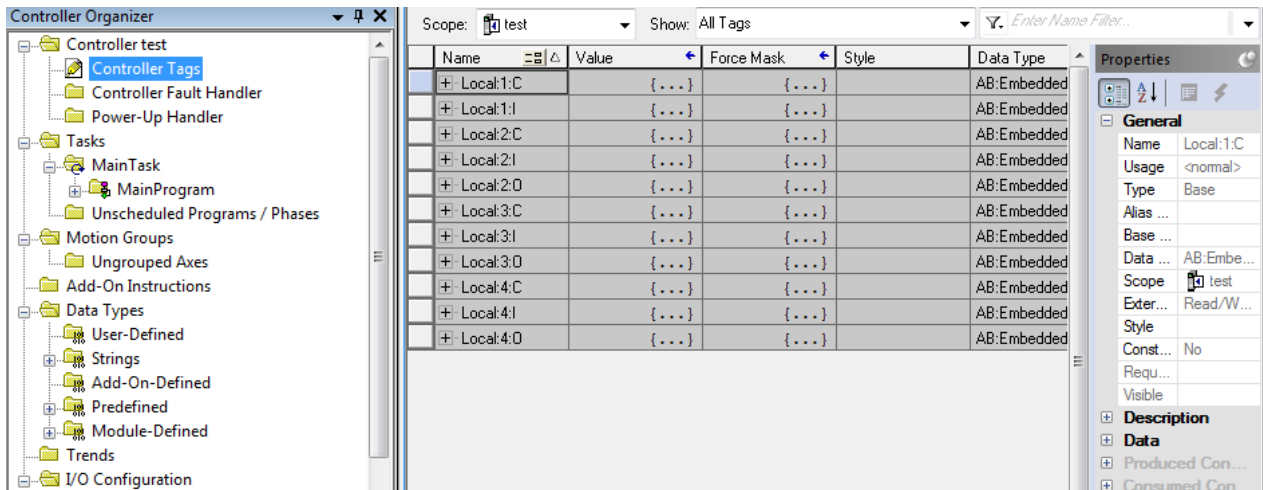 Controller Organizer
Controller test
Controller Tags
Controller Fault Handler
Power-Up Handler
Tasks
MainTask
MainProgram
Unscheduled Programs / Phases
Motion Groups
Ungrouped Axes
Add-On Instructions
Data Types
User-Defined
Strings
Add-On-Defined
Predefined
Module-Defined
Trends
I/O Configuration
Scope: test Show: All Tags Enter Name Filter...
Name Value Force Mask Style Data Type
Local:1:C {...} {...} AB:Embedded
Local:1:I {...} {...} AB:Embedded
Local:2:C {...} {...} AB:Embedded
Local:2:I {...} {...} AB:Embedded
Local:2:O {...} {...} AB:Embedded
Local:3:C {...} {...} AB:Embedded
Local:3:I {...} {...} AB:Embedded
Local:3:O {...} {...} AB:Embedded
Local:4:C {...} {...} AB:Embedded
Local:4:I {...} {...} AB:Embedded
Local:4:O {...} {...} AB:Embedded
Properties
General
Name Local:1:C
Usage <normal>
Type Base
Alias ...
Base ...
Data ... AB:Embe...
Scope test
Exter... Read/W...
Style
Const... No
Requ...
Visible
Description
Data
Produced Con...
Consumed Con